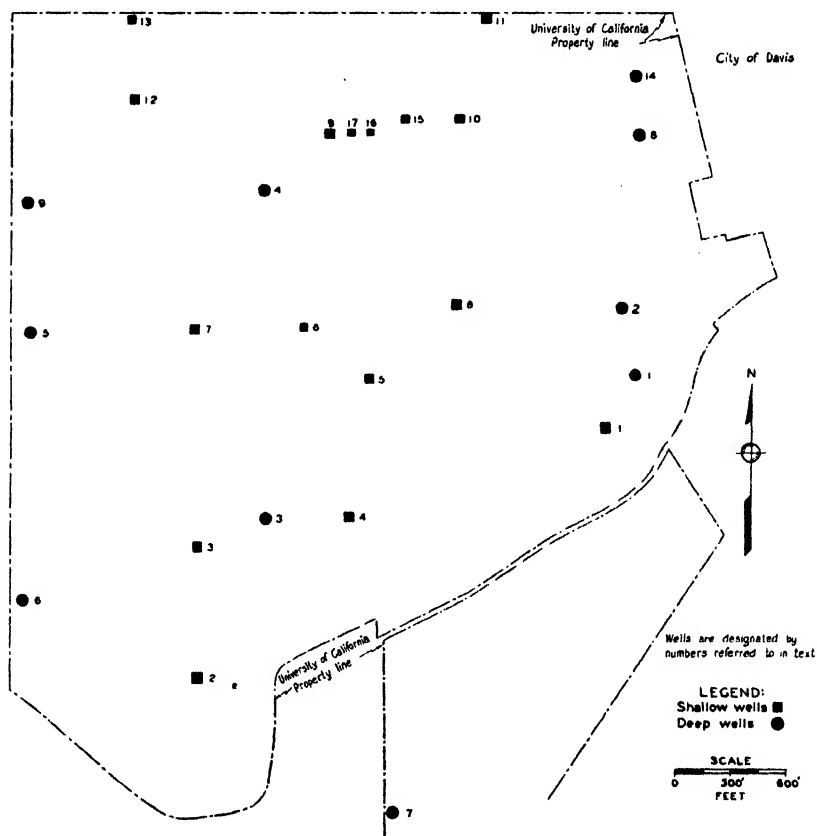 13
11
University of California
Property line
City of Davis
14
12
9 17 16 15 10
8
4
9
8
2
5 7 6
5
1
N
1
3 4
3
6
University of California
Property line
Wells are designated by
numbers referred to in text
2
LEGEND:
Shallow wells
Deep wells
SCALE
0 300' 600'
FEET
7